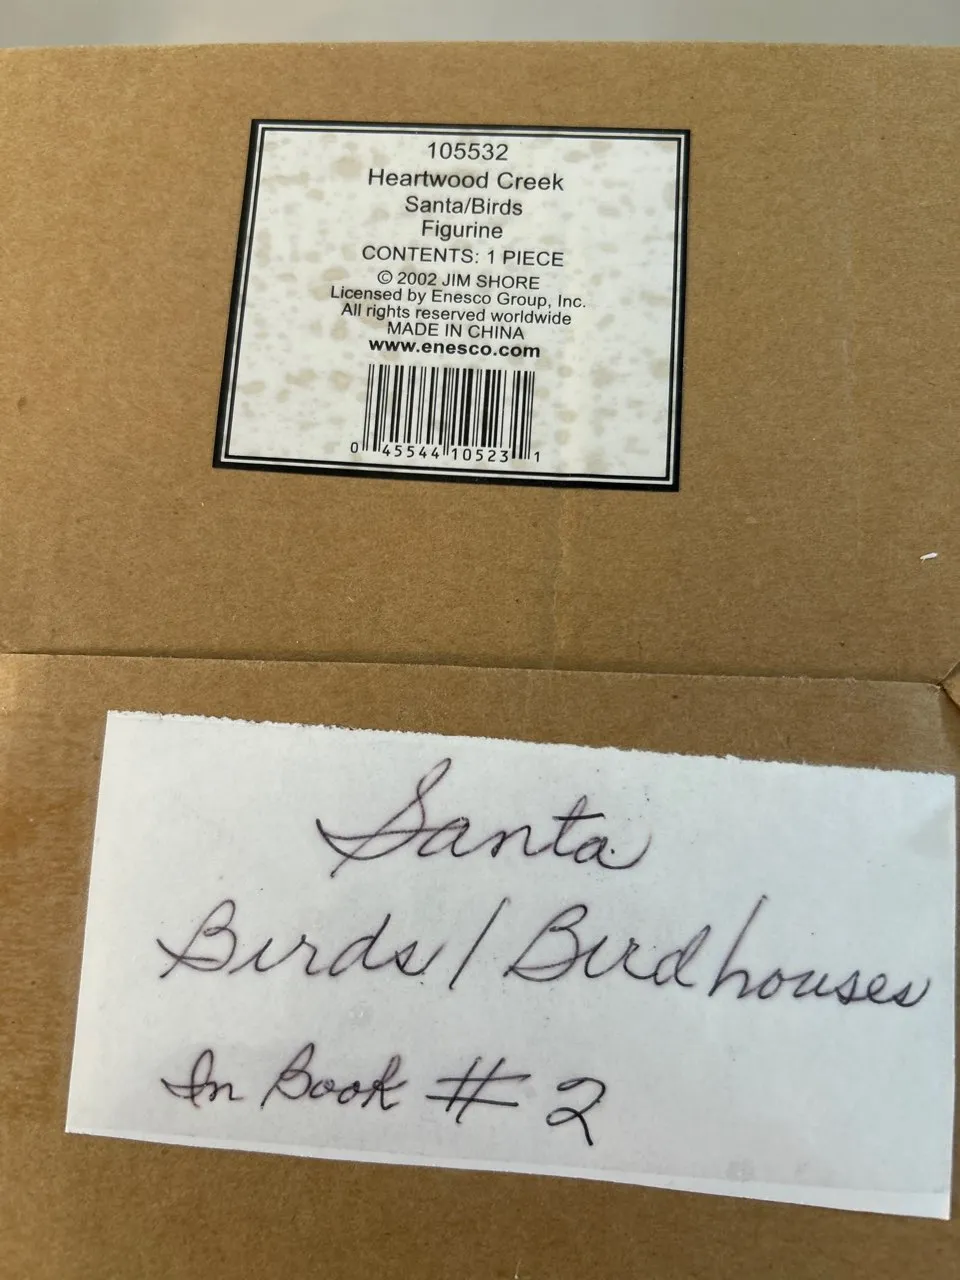 105532
Heartwood Creek
Santa/Birds
Figurine
CONTENTS: 1 PIECE
© 2002 JIM SHORE
Licensed by Enesco Group, Inc.
All rights reserved worldwide
MADE IN CHINA
www.enesco.com
0 45544 10523 1
Santa
Birds/Birdhouses
In Book # 2